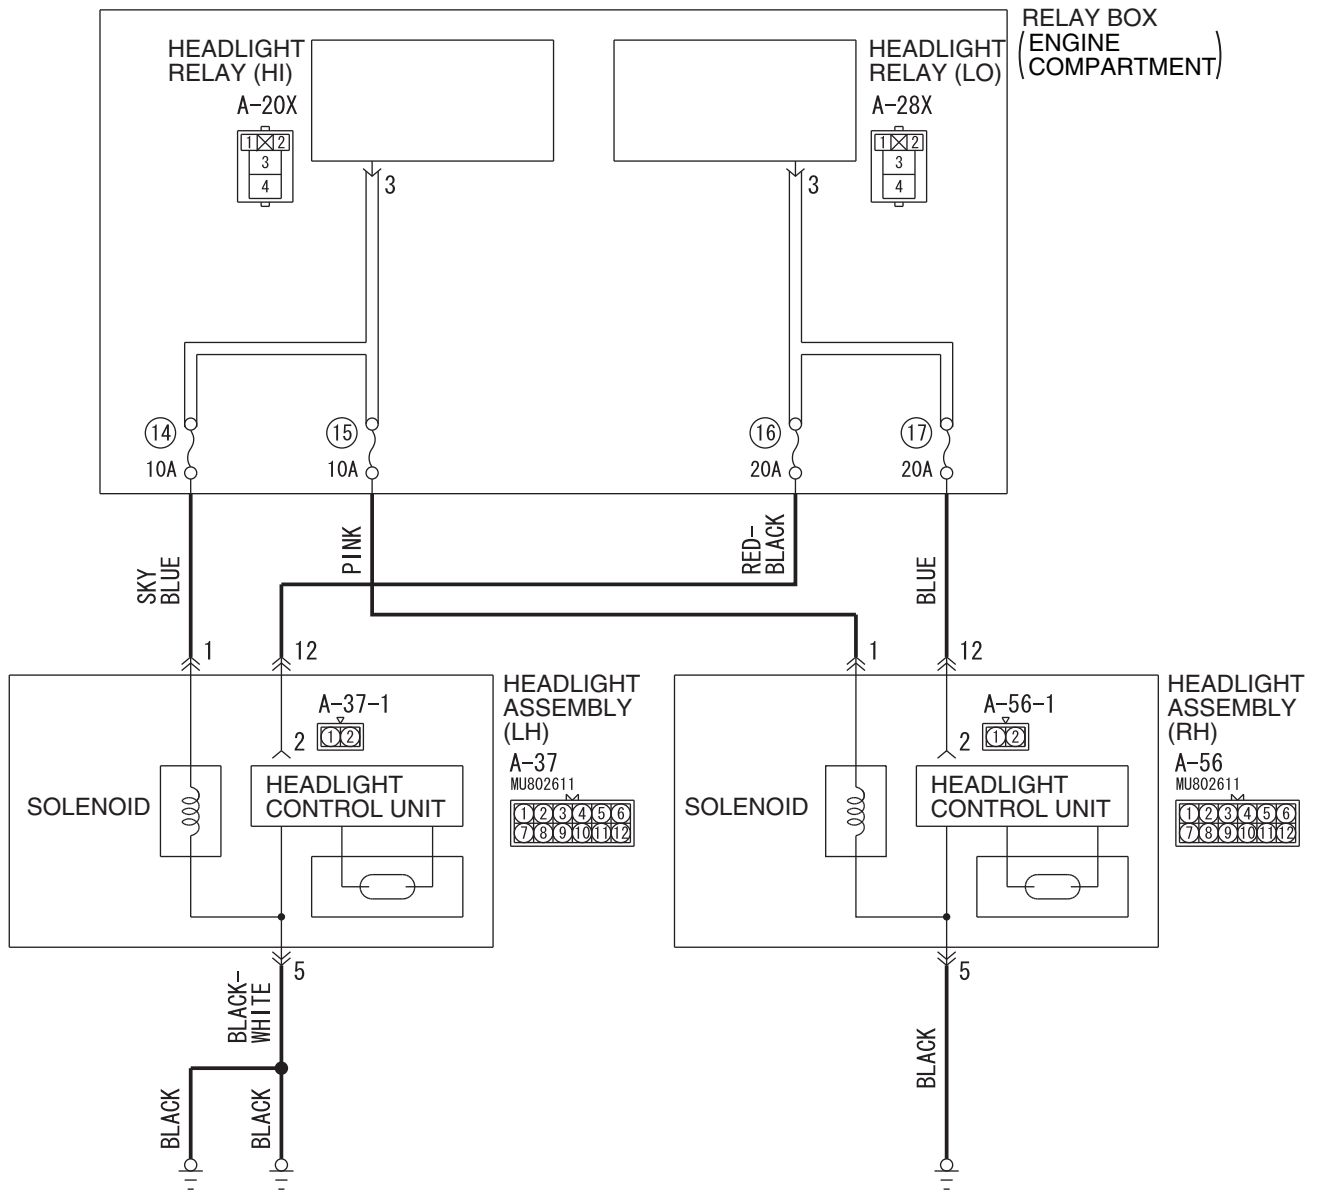 RELAY BOX
(ENGINE
COMPARTMENT)
HEADLIGHT
RELAY (HI)
A-20X
1 2
3
4
3
HEADLIGHT
RELAY (LO)
A-28X
1 2
3
4
3
14
10A
15
10A
16
20A
17
20A
SKY
BLUE
PINK
RED-
BLACK
BLUE
1
12
1
12
HEADLIGHT
ASSEMBLY
(LH)
A-37
MU802611
1 2 3 4 5 6
7 8 9 10 11 12
A-37-1
1 2
2
SOLENOID
HEADLIGHT
CONTROL UNIT
HEADLIGHT
ASSEMBLY
(RH)
A-56
MU802611
1 2 3 4 5 6
7 8 9 10 11 12
A-56-1
1 2
2
SOLENOID
HEADLIGHT
CONTROL UNIT
5
5
BLACK-
WHITE
BLACK
BLACK
BLACK